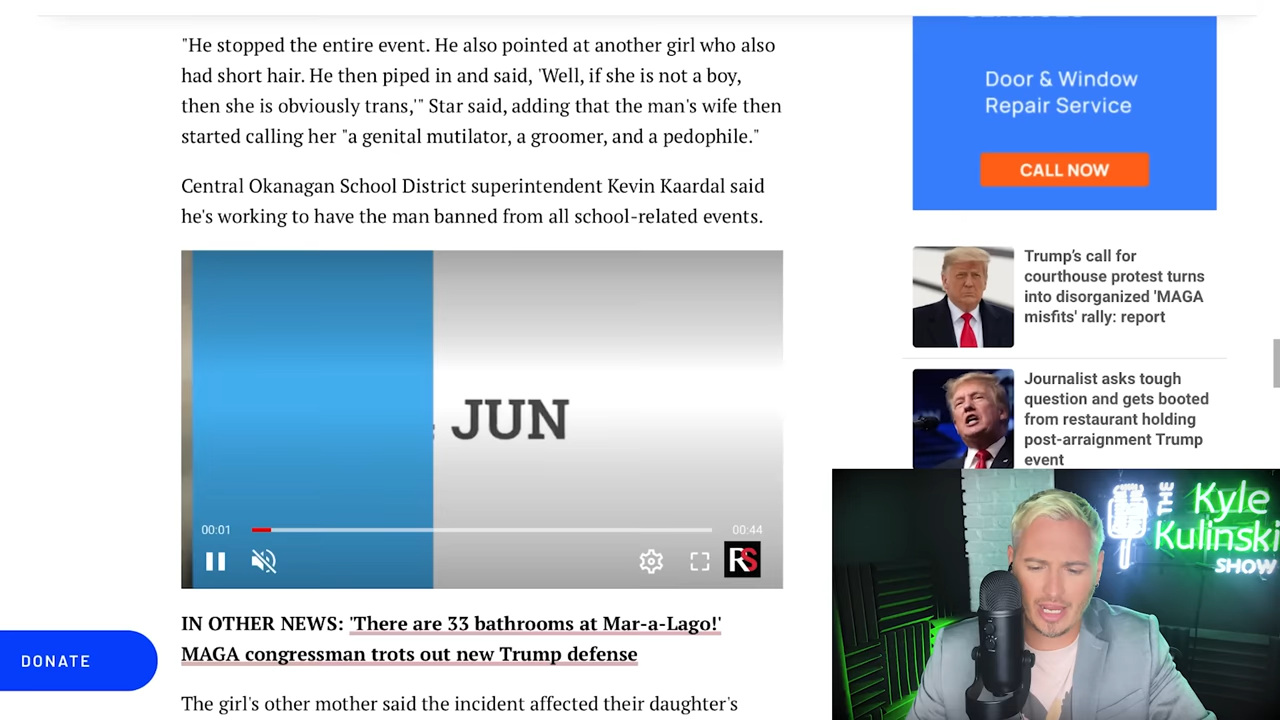 "He stopped the entire event. He also pointed at another girl who also
had short hair. He then piped in and said, 'Well, if she is not a boy,
then she is obviously trans,'" Star said, adding that the man's wife then
started calling her "a genital mutilator, a groomer, and a pedophile."
Central Okanagan School District superintendent Kevin Kaardal said
he's working to have the man banned from all school-related events.
JUN
00:01
00:44
RS
IN OTHER NEWS: 'There are 33 bathrooms at Mar-a-Lago!'
MAGA congressman trots out new Trump defense
DONATE
The girl's other mother said the incident affected their daughter's
Door & Window
Repair Service
CALL NOW
Trump's call for
courthouse protest turns
into disorganized 'MAGA
misfits' rally: report
Journalist asks tough
question and gets booted
from restaurant holding
post-arraignment Trump
event
THE
Kyle
Kulinski
SHOW